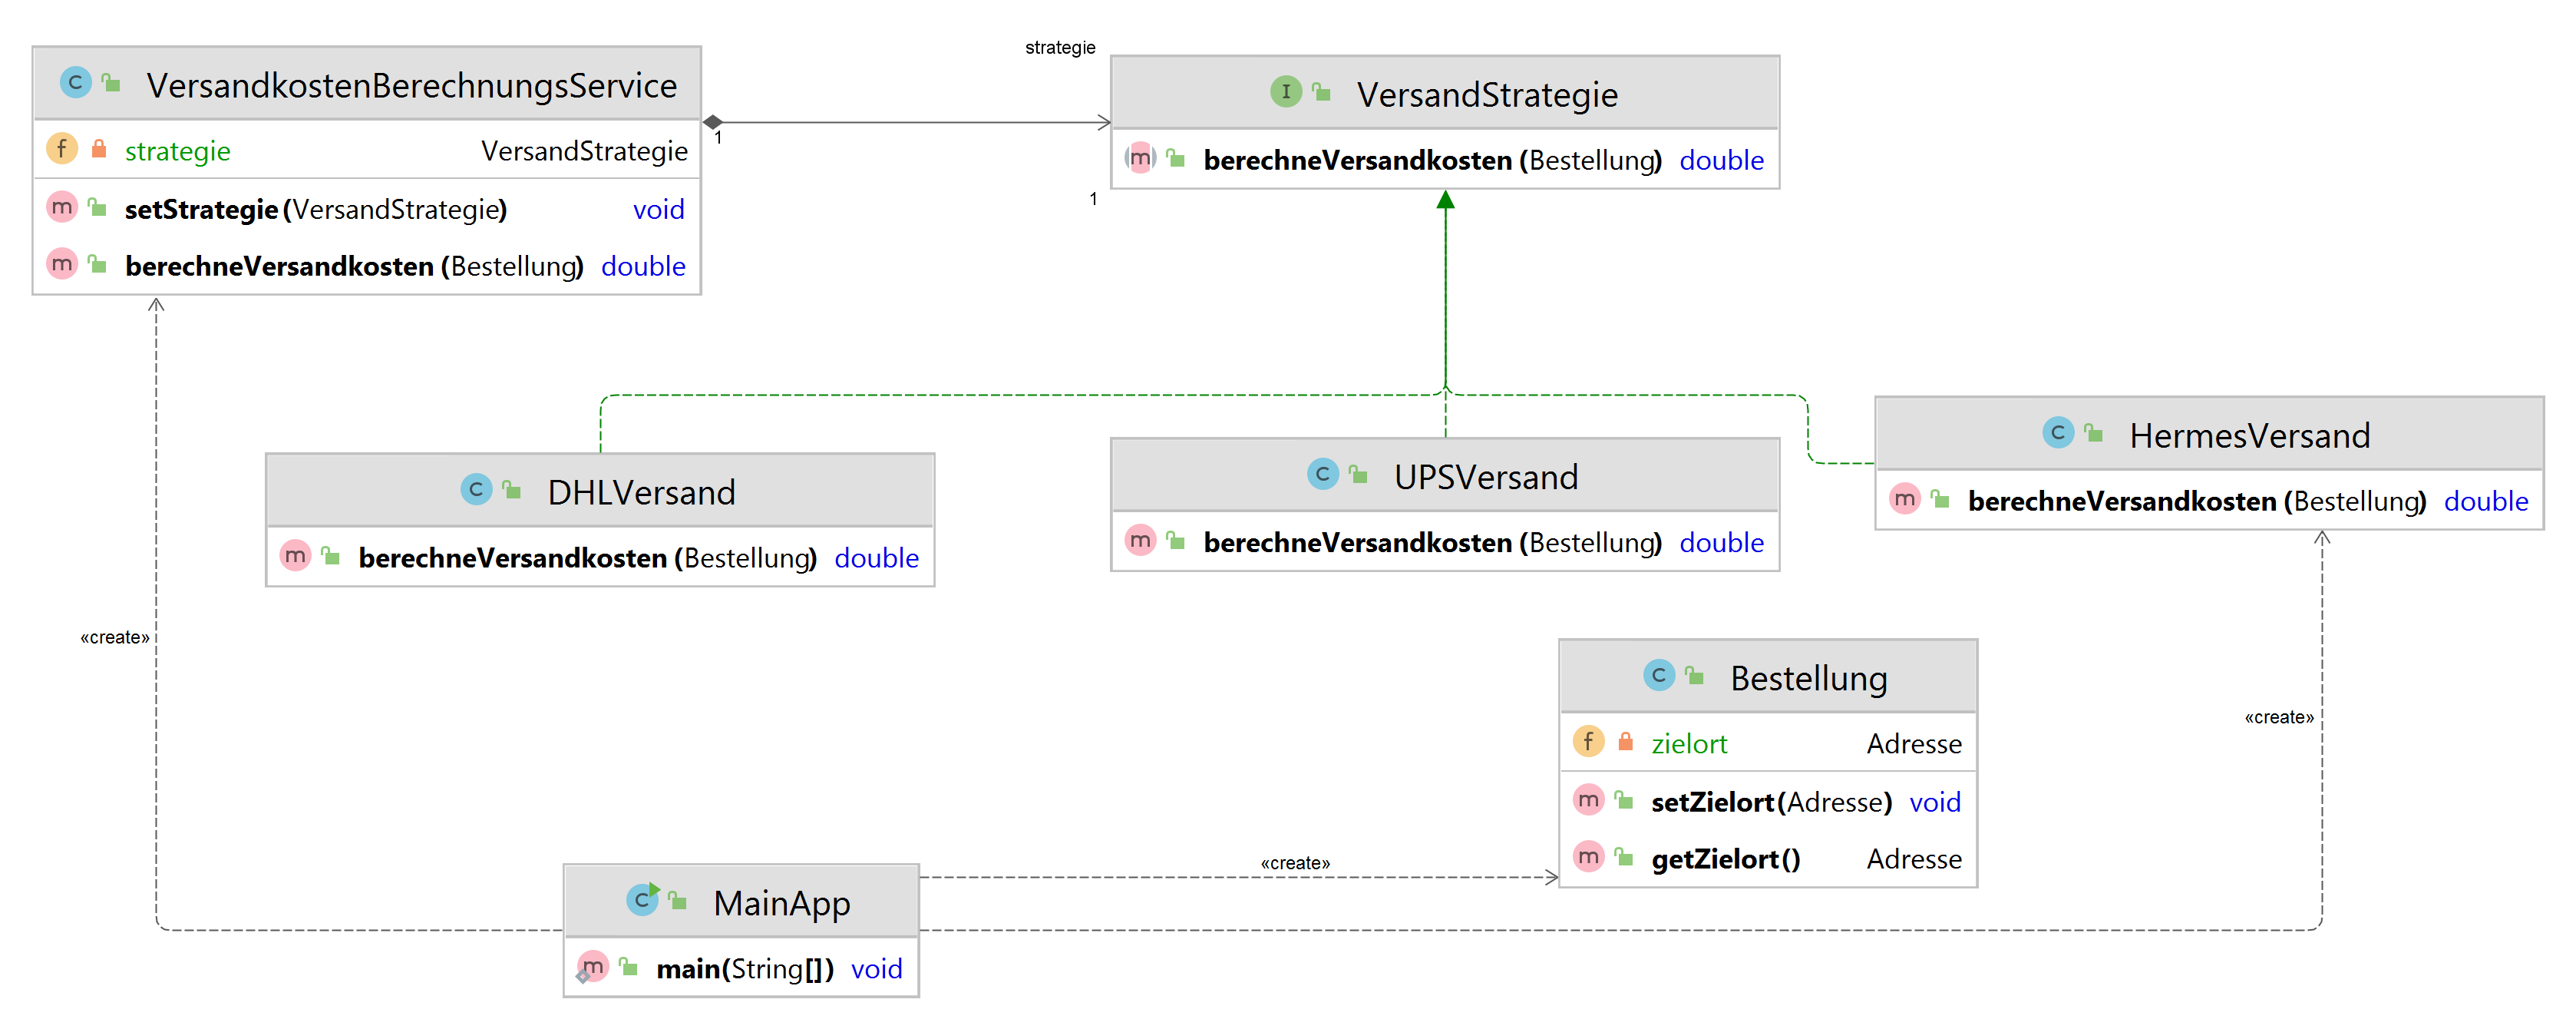 strategie
C VersandkostenBerechnungsService
f strategie VersandStrategie
m setStrategie(VersandStrategie) void
m berechneVersandkosten (Bestellung) double
1
I VersandStrategie
m berechneVersandkosten (Bestellung) double
1
C DHLVersand
m berechneVersandkosten (Bestellung) double
C UPSVersand
m berechneVersandkosten (Bestellung) double
C HermesVersand
m berechneVersandkosten (Bestellung) double
«create»
«create»
C Bestellung
f zielort Adresse
m setZielort(Adresse) void
m getZielort() Adresse
«create»
C MainApp
m main(String[]) void